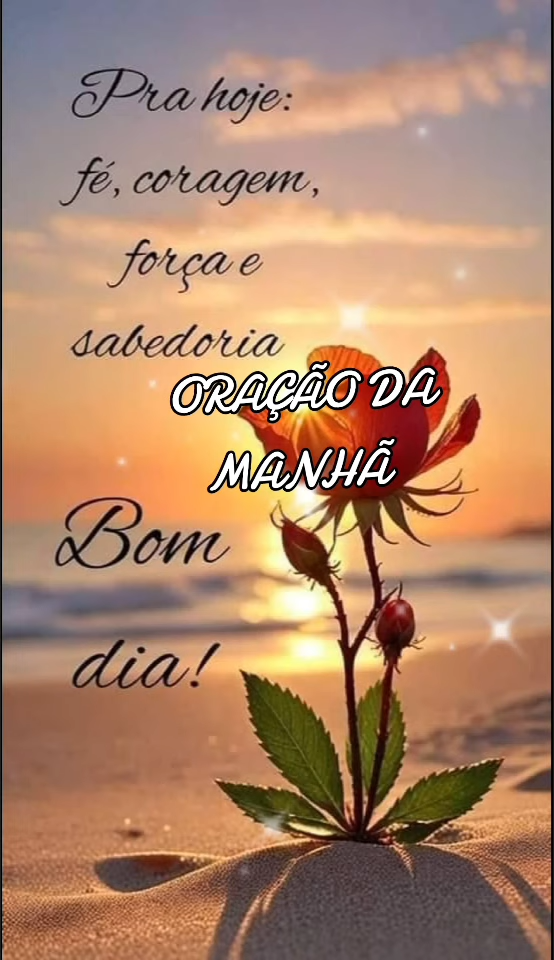 Pra hoje:
fé, coragem,
força e
sabedoria
ORAÇÃO DA
MANHÃ
Bom
dia!